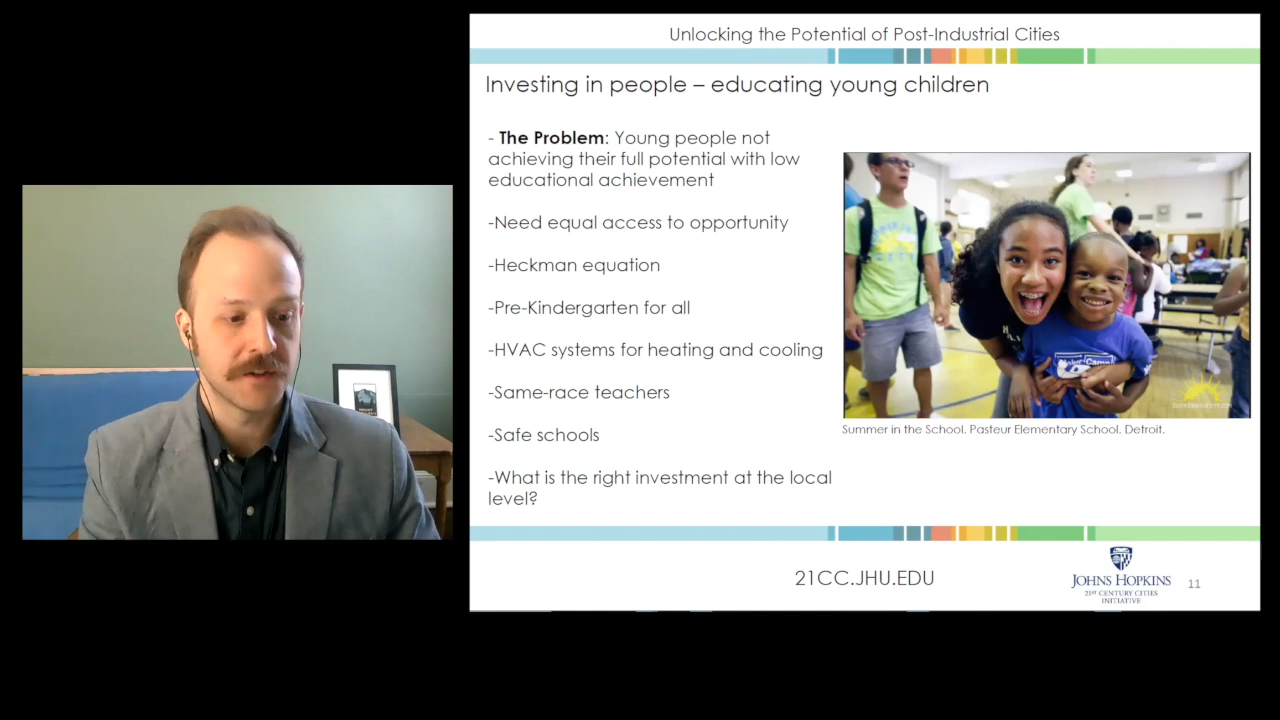 Unlocking the Potential of Post-Industrial Cities
Investing in people – educating young children
- The Problem: Young people not
achieving their full potential with low
educational achievement
-Need equal access to opportunity
-Heckman equation
-Pre-Kindergarten for all
-HVAC systems for heating and cooling
-Same-race teachers
-Safe schools
-What is the right investment at the local
level?
Summer in the School. Pasteur Elementary School. Detroit.
21CC.JHU.EDU
JOHNS HOPKINS
21ST CENTURY CITIES
INITIATIVE
11